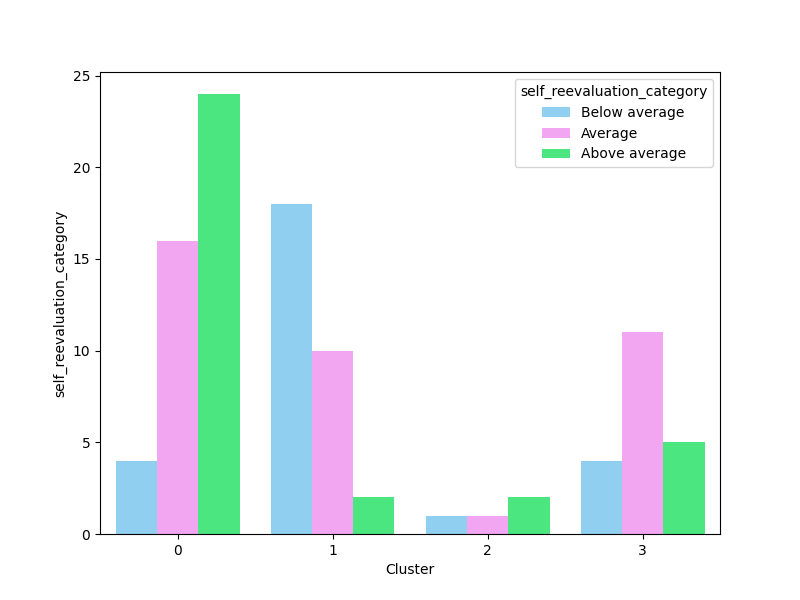 self_reevaluation_category
Below average
Average
Above average
25
20
15
10
5
0
self_reevaluation_category
0 1 2 3
Cluster